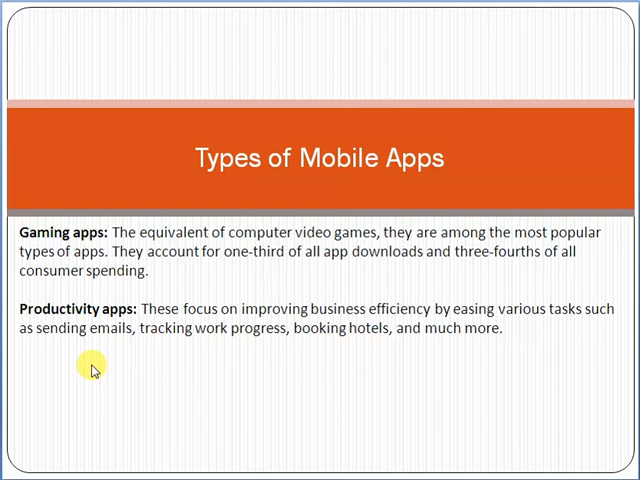 Types of Mobile Apps
Gaming apps: The equivalent of computer video games, they are among the most popular
types of apps. They account for one-third of all app downloads and three-fourths of all
consumer spending.
Productivity apps: These focus on improving business efficiency by easing various tasks such
as sending emails, tracking work progress, booking hotels, and much more.